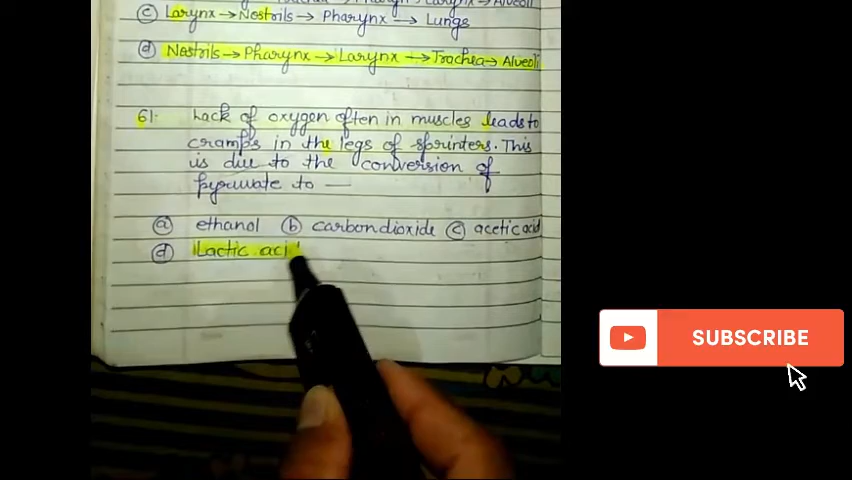 Alveoli
ⓒ Larynx → Nostrils → Pharynx → Lungs
ⓓ Nostrils → Pharynx → Larynx → Trachea → Alveoli
61. Lack of oxygen often in muscles leads to
cramps in the legs of sprinters. This
is due to the conversion of
pyruvate to —
ⓐ ethanol ⓑ carbondioxide ⓒ acetic acid
ⓓ Lactic acid
SUBSCRIBE